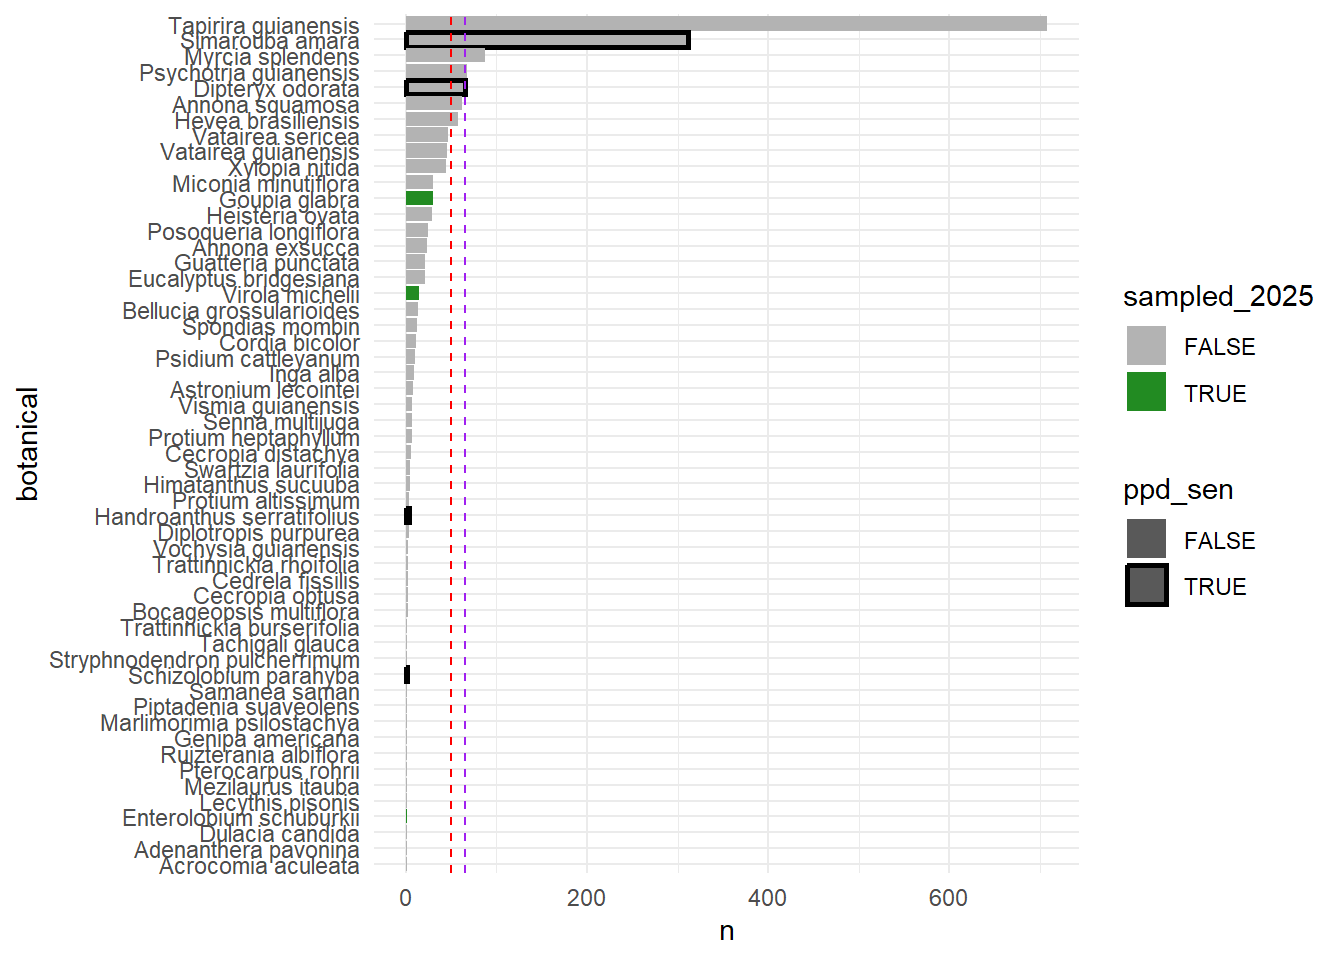 Tapirira guianensis
Simarouba amara
Myrcia splendens
Psychotria guianensis
Dipteryx odorata
Annona squamosa
Hevea brasiliensis
Vatairea sericea
Vatairea guianensis
Xylopia nitida
Miconia minutiflora
Goupia glabra
Heisteria ovata
Posoqueria longiflora
Annona exsucca
Guatteria punctata
Eucalyptus bridgesiana
Virola michelii
Bellucia grossularioides
Spondias mombin
Cordia bicolor
Psidium cattleyanum
Inga alba
Astronium lecointei
Vismia guianensis
Senna multijuga
Protium heptaphyllum
Cecropia distachya
Swartzia laurifolia
Himatanthus sucuuba
Protium altissimum
Handroanthus serratifolius
Diplotropis purpurea
Vochysia guianensis
Trattinnickia rhoifolia
Cedrela fissilis
Cecropia obtusa
Bocageopsis multiflora
Trattinnickia burserifolia
Tachigali glauca
Stryphnodendron pulcherrimum
Schizolobium parahyba
Samanea saman
Piptadenia suaveolens
Marlimorimia psilostachya
Genipa americana
Ruizterania albiflora
Pterocarpus rohrii
Mezilaurus itauba
Lecythis pisonis
Enterolobium schuburkii
Dulacia candida
Adenanthera pavonina
Acrocomia aculeata
botanical
0 200 400 600
n
sampled_2025
FALSE
TRUE
ppd_sen
FALSE
TRUE